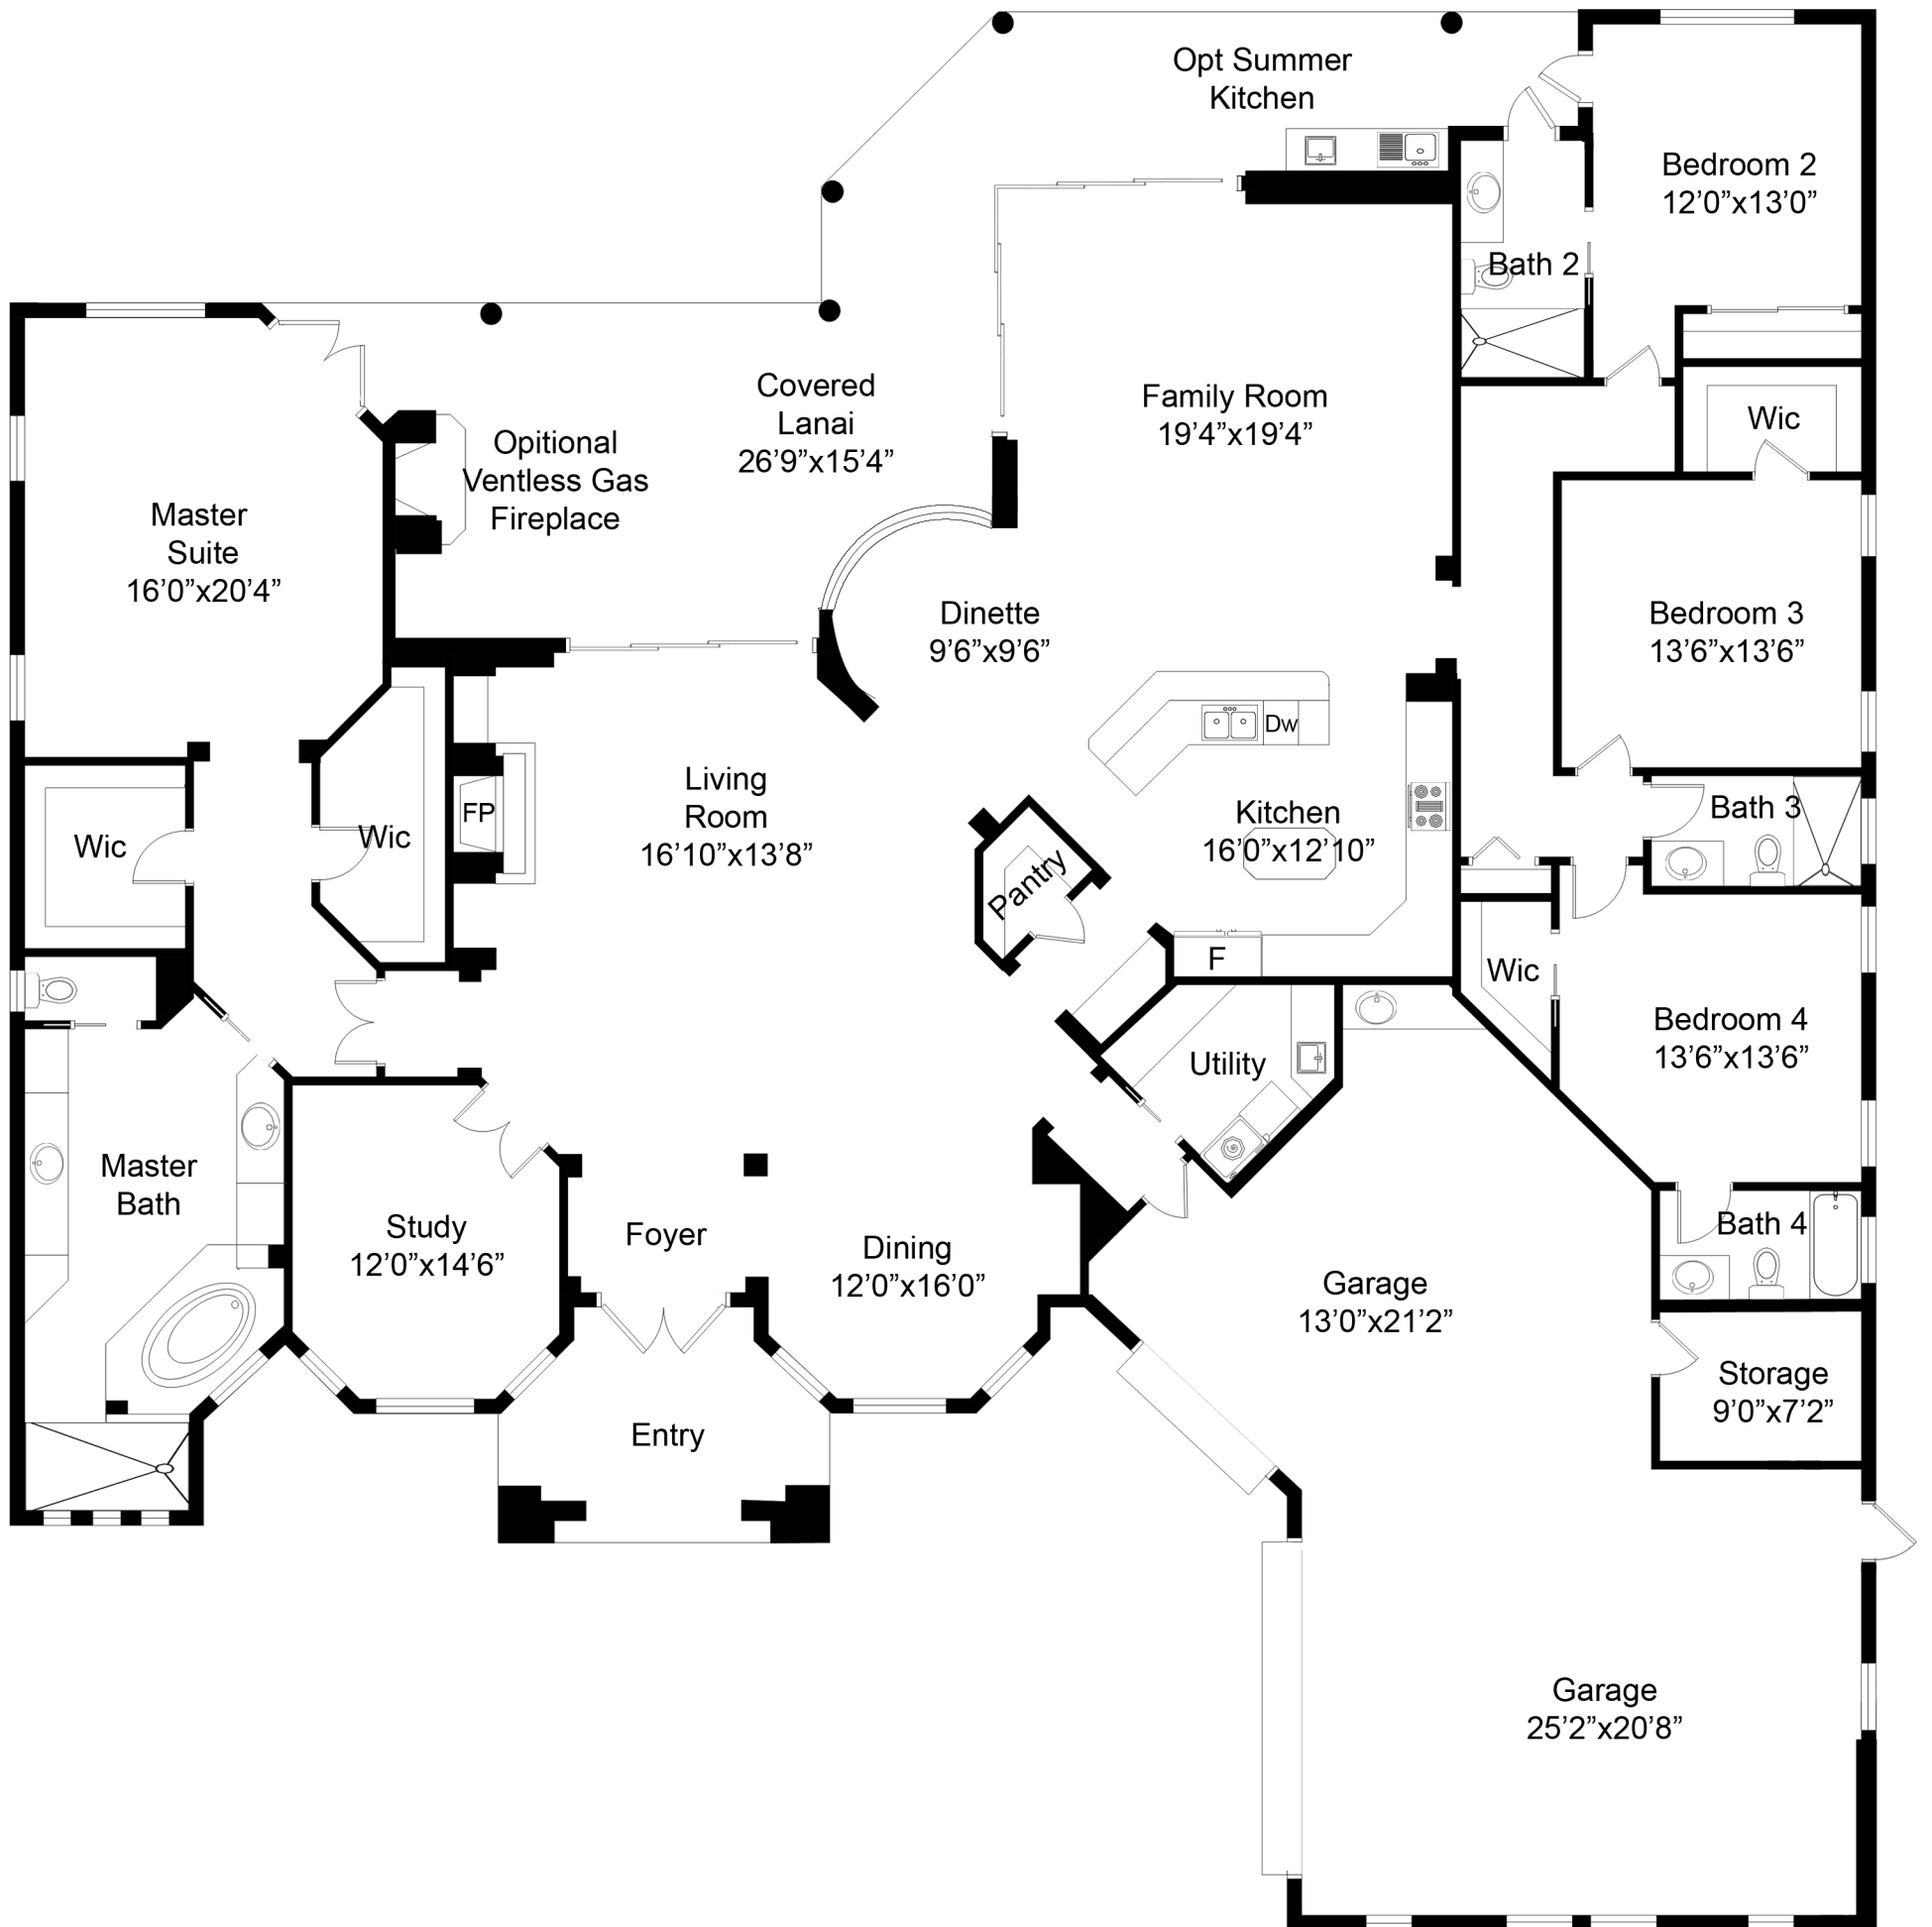 Opt Summer
Kitchen
Bedroom 2
12’0”x13’0”
Bath 2
Covered
Lanai
26’9”x15’4”
Family Room
19’4”x19’4”
Wic
Opitional
Ventless Gas
Fireplace
Master
Suite
16’0”x20’4”
Dinette
9’6”x9’6”
Bedroom 3
13’6”x13’6”
Dw
Living
Room
16’10”x13’8”
FP
Wic
Wic
Kitchen
16’0”x12’10”
Bath 3
Pantry
F
Wic
Bedroom 4
13’6”x13’6”
Utility
Master
Bath
Study
12’0”x14’6”
Foyer
Dining
12’0”x16’0”
Bath 4
Garage
13’0”x21’2”
Storage
9’0”x7’2”
Entry
Garage
25’2”x20’8”